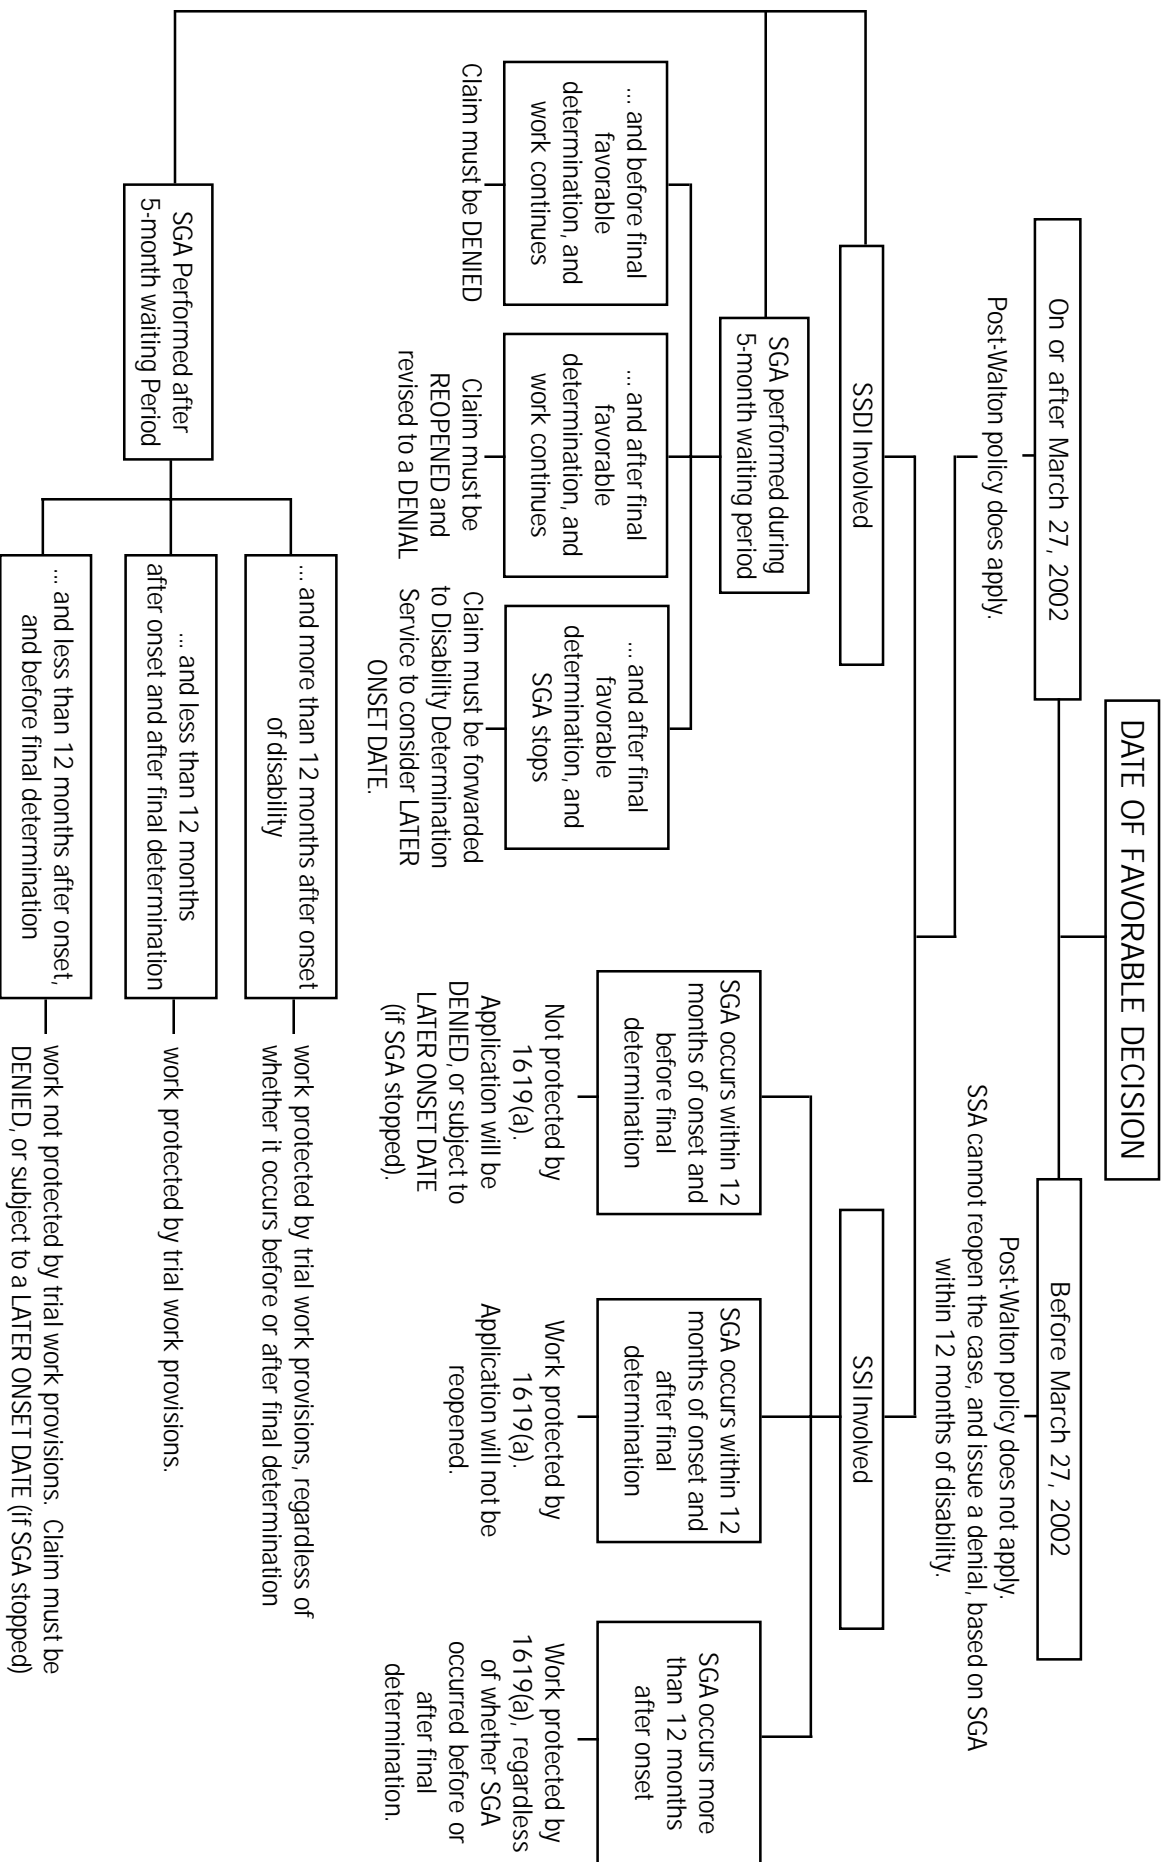 DATE OF FAVORABLE DECISION
On or after March 27, 2002
Post-Walton policy does apply.
Before March 27, 2002
Post-Walton policy does not apply.
SSA cannot reopen the case, and issue a denial, based on SGA
within 12 months of disability.
SSDI Involved
SGA performed during
5-month waiting period
... and before final
favorable
determination, and
work continues
Claim must be DENIED
... and after final
favorable
determination, and
work continues
Claim must be
REOPENED and
revised to a DENIAL
... and after final
favorable
determination, and
SGA stops
Claim must be forwarded
to Disability Determination
Service to consider LATER
ONSET DATE.
SSI Involved
SGA occurs within 12
months of onset and
before final
determination
Not protected by
1619(a).
Application will be
DENIED, or subject to
LATER ONSET DATE
(if SGA stopped).
SGA occurs within 12
months of onset and
after final
determination
Work protected by
1619(a).
Application will not be
reopened.
SGA occurs more
than 12 months
after onset
Work protected by
1619(a), regardless
of whether SGA
occurred before or
after final
determination.
SGA Performed after
5-month waiting Period
... and more than 12 months after onset
of disability
work protected by trial work provisions, regardless of
whether it occurs before or after final determination
... and less than 12 months
after onset and after final determination
work protected by trial work provisions.
... and less than 12 months after onset,
and before final determination
work not protected by trial work provisions. Claim must be
DENIED, or subject to a LATER ONSET DATE (if SGA stopped)